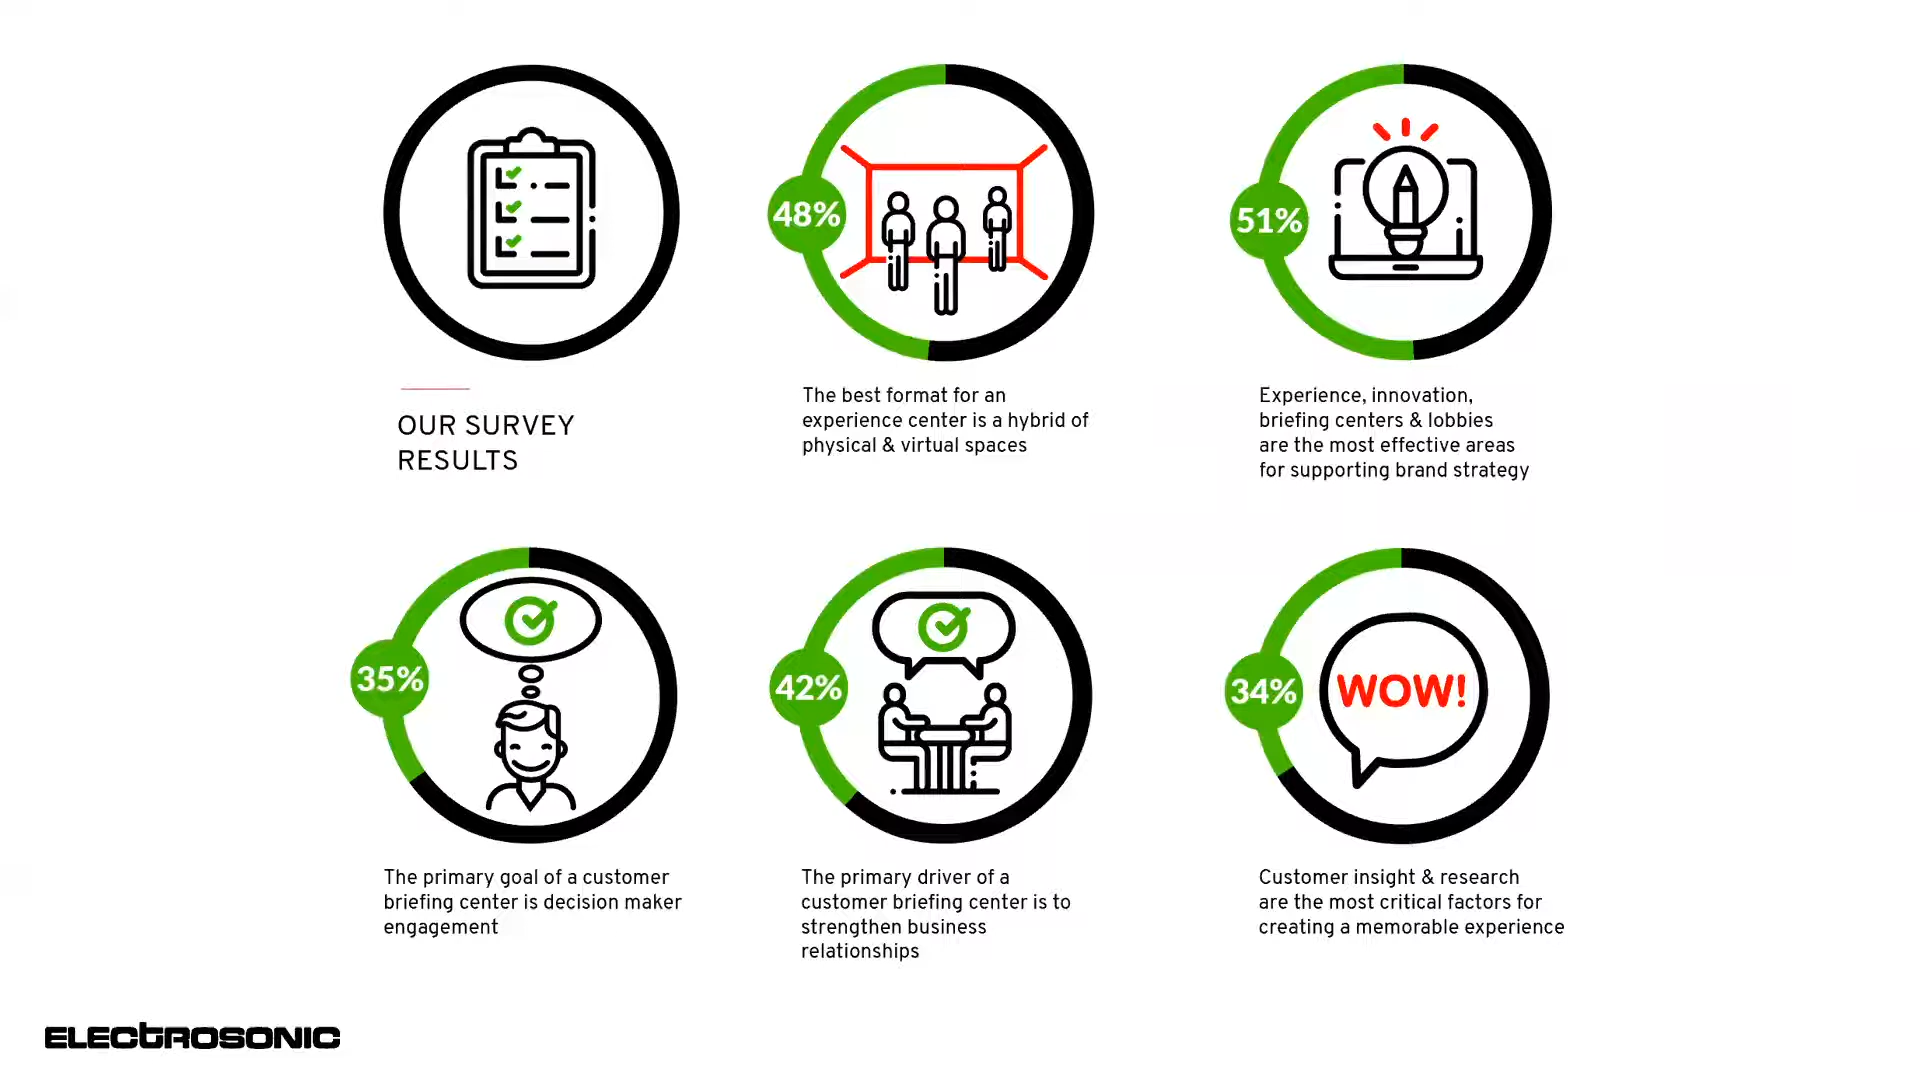 OUR SURVEY
RESULTS
48%
The best format for an
experience center is a hybrid of
physical & virtual spaces
51%
Experience, innovation,
briefing centers & lobbies
are the most effective areas
for supporting brand strategy
35%
The primary goal of a customer
briefing center is decision maker
engagement
42%
The primary driver of a
customer briefing center is to
strengthen business
relationships
34%
WOW!
Customer insight & research
are the most critical factors for
creating a memorable experience
ELECTROSONIC